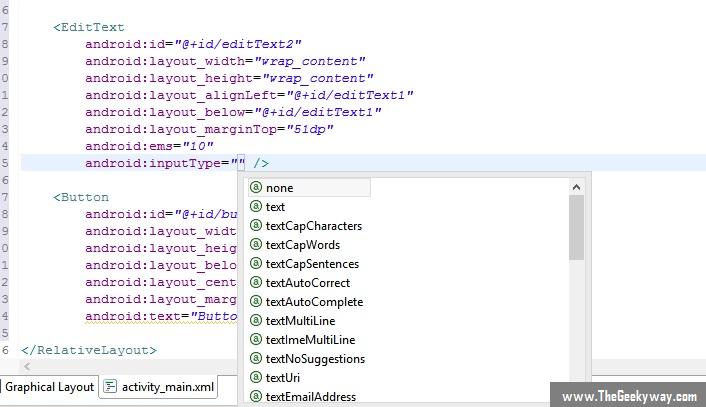 6
7 <EditText
8 android:id="@+id/editText2"
9 android:layout_width="wrap_content"
0 android:layout_height="wrap_content"
1 android:layout_alignLeft="@+id/editText1"
2 android:layout_below="@+id/editText1"
3 android:layout_marginTop="51dp"
4 android:ems="10"
5 android:inputType="" />
6
7 <Button
8 android:id="@+id/bu
9 android:layout_widt
0 android:layout_heig
1 android:layout_belo
2 android:layout_cent
3 android:layout_marg
4 android:text="Butto
5
6 </RelativeLayout>
none
text
textCapCharacters
textCapWords
textCapSentences
textAutoCorrect
textAutoComplete
textMultiLine
textImeMultiLine
textNoSuggestions
textUri
textEmailAddress
Graphical Layout activity_main.xml
www.TheGeekyway.com